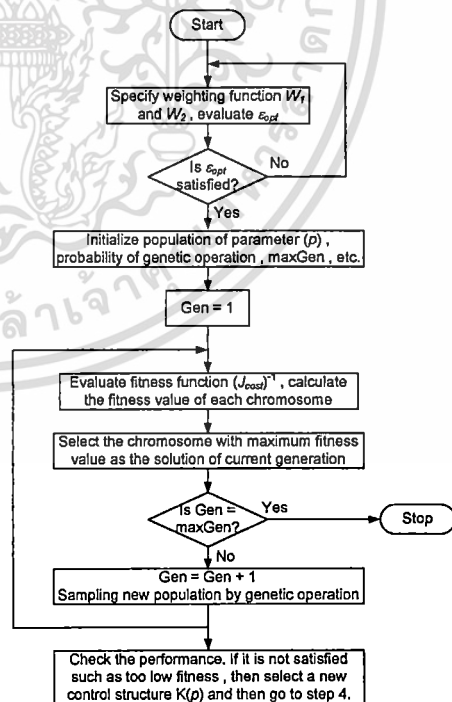 Start
Specify weighting function W₁
and W₂ , evaluate εopt
Is εopt
satisfied?
No
Yes
Initialize population of parameter (p) ,
probability of genetic operation , maxGen , etc.
Gen = 1
Evaluate fitness function (Jcost)⁻¹ , calculate
the fitness value of each chromosome
Select the chromosome with maximum fitness
value as the solution of current generation
Is Gen =
maxGen?
Yes
Stop
No
Gen = Gen + 1
Sampling new population by genetic operation
Check the performance. If it is not satisfied
such as too low fitness , then select a new
control structure K(p) and then go to step 4.